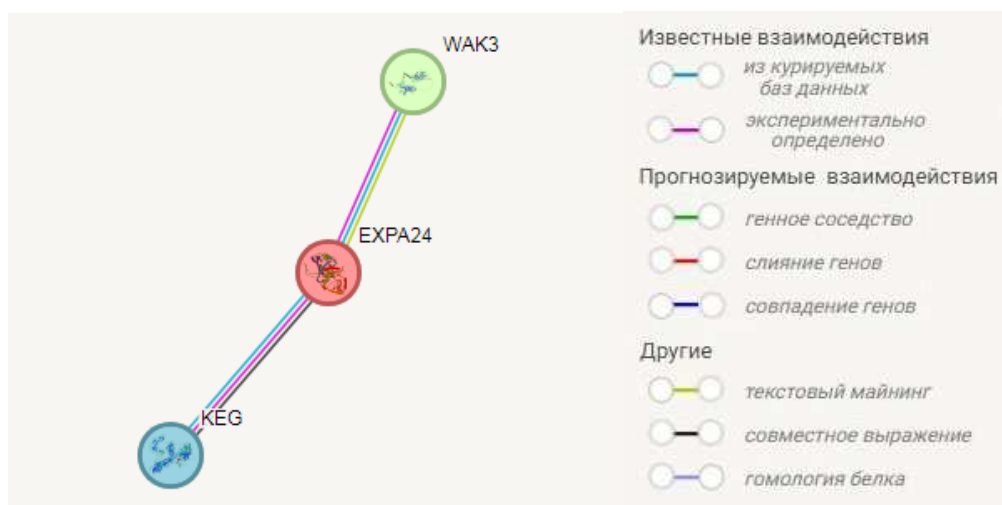 WAK3
EXPA24
KEG
Известные взаимодействия
из курируемых
баз данных
экспериментально
определено
Прогнозируемые взаимодействия
генное соседство
слияние генов
совпадение генов
Другие
текстовый майнинг
совместное выражение
гомология белка